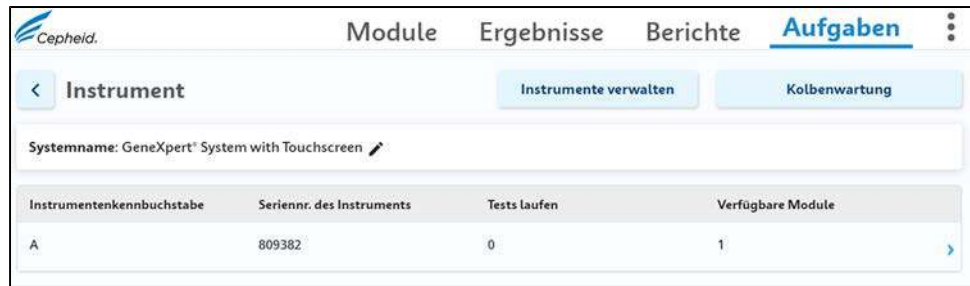 Cepheid. Module Ergebnisse Berichte Aufgaben
Instrument Instrumente verwalten Kolbenwartung
Systemname: GeneXpert® System with Touchscreen
Instrumentenkennbuchstabe Seriennr. des Instruments Tests laufen Verfügbare Module
A 809382 0 1